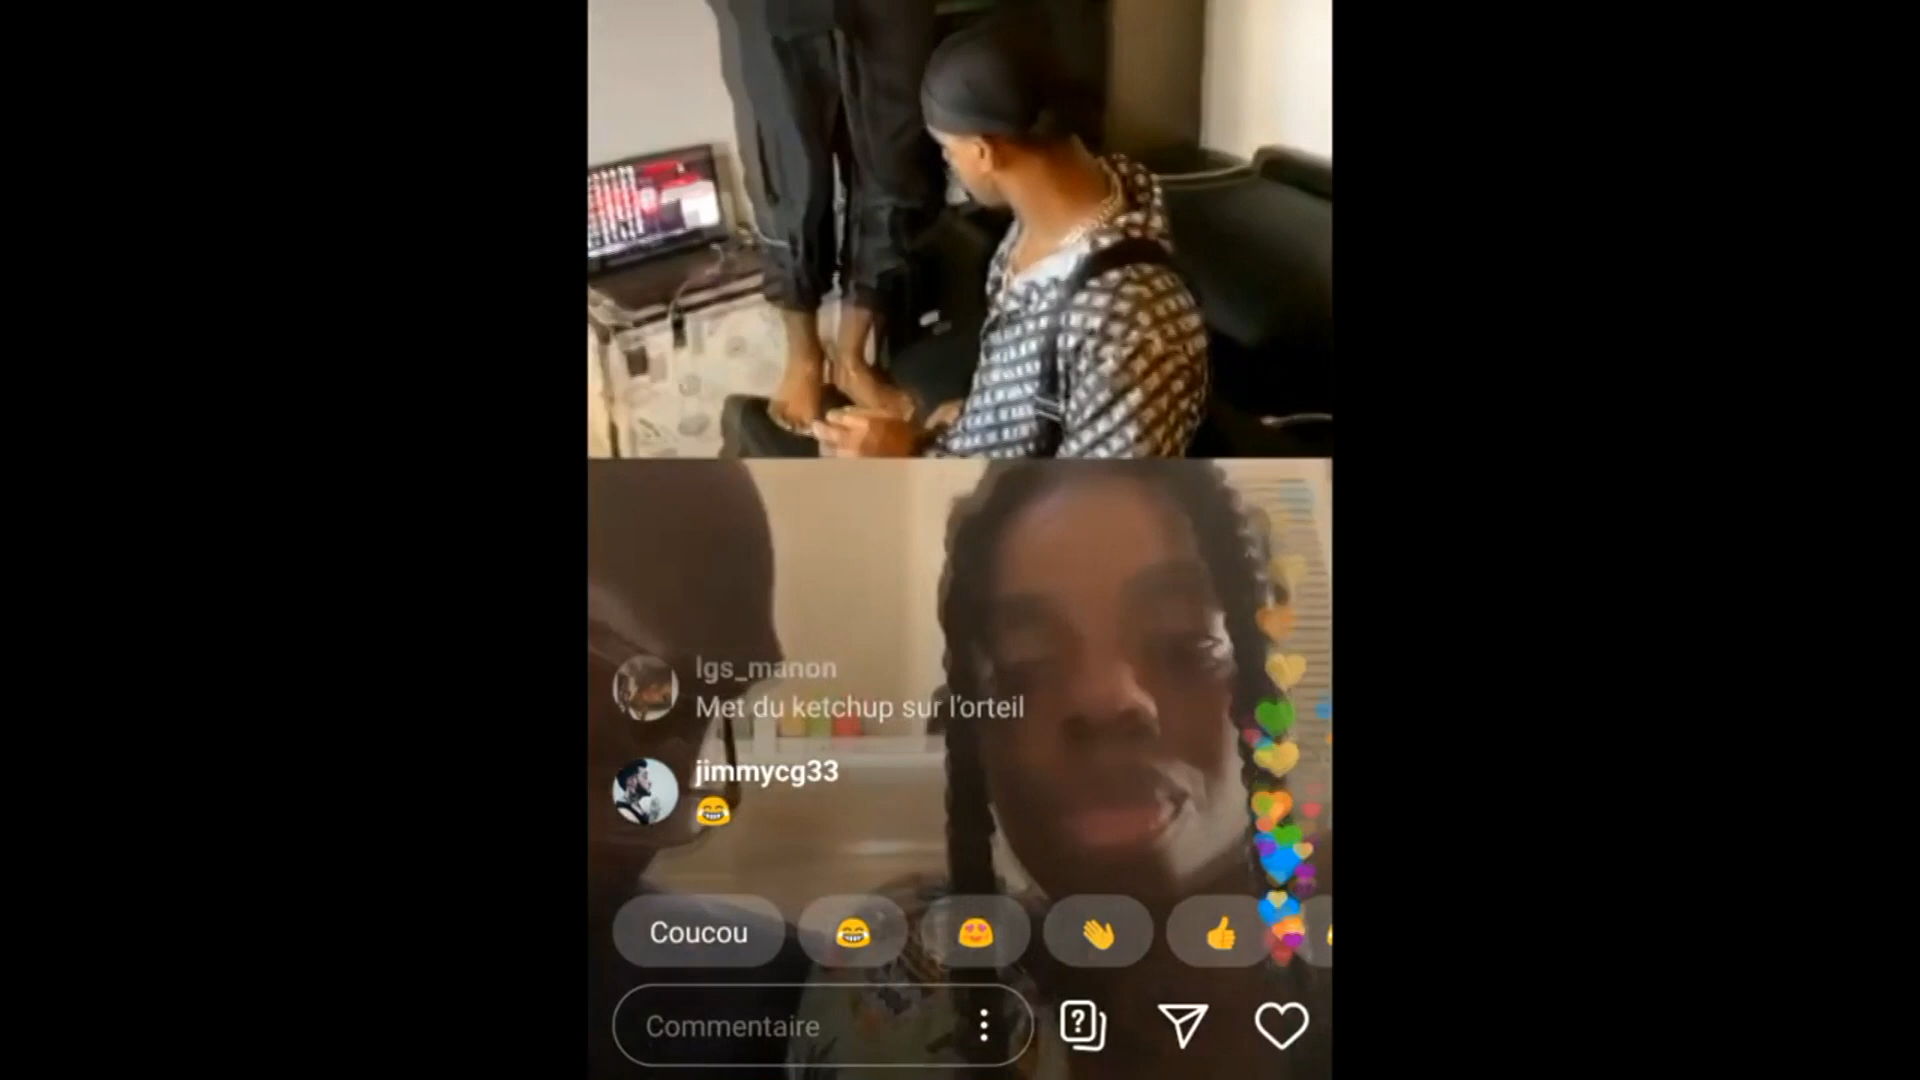 lgs_manon
Met du ketchup sur l'orteil
jimmycg33
😂
Coucou
Commentaire